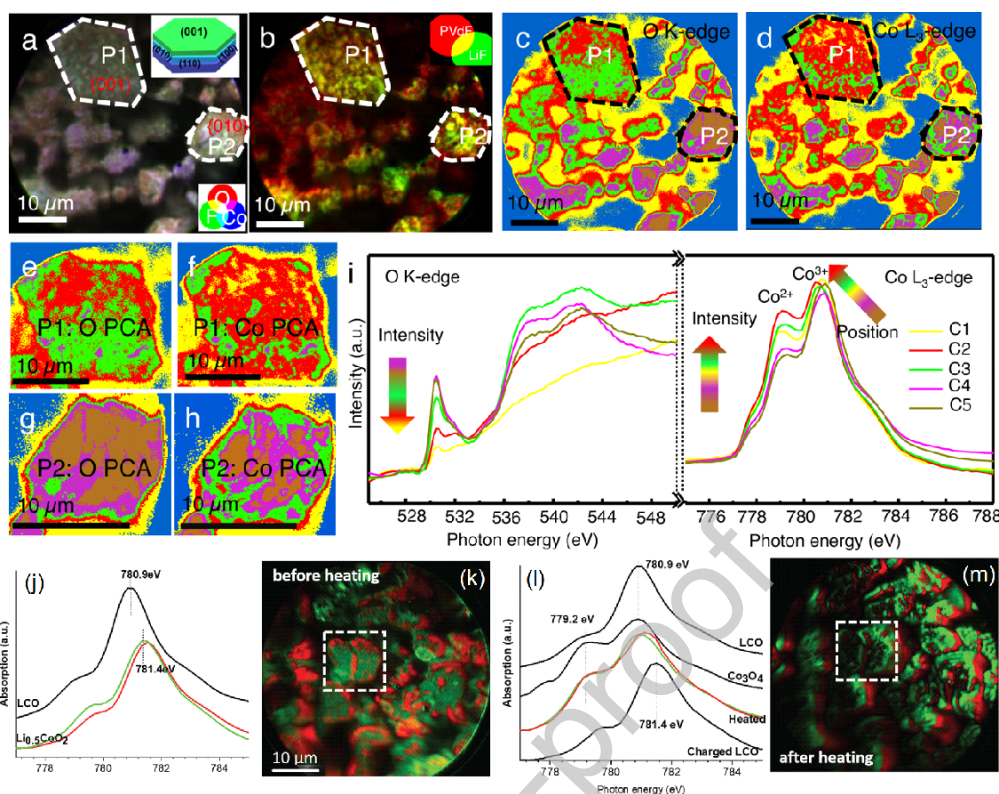 a
(001)
(010)
(110)
(100)
P1
{001}
{010}
P2
10 µm
O
F
Co
b
PVdF
LiF
P1
P2
10 µm
c
O K-edge
P1
P2
10 µm
d
Co L3-edge
P1
P2
10 µm
e
P1: O PCA
10 µm
f
P1: Co PCA
10 µm
g
P2: O PCA
10 µm
h
P2: Co PCA
10 µm
i
O K-edge
Intensity
Intensity (a.u.)
528 532 536 540 544 548
Photon energy (eV)
Co L3-edge
Co3+
Co2+
Intensity
Position
C1
C2
C3
C4
C5
776 778 780 782 784 786 788
Photon energy (eV)
(j)
780.9eV
781.4eV
LCO
Li0.5CoO2
Absorption (a.u.)
778 780 782 784
(k)
before heating
10 µm
(l)
780.9 eV
779.2 eV
LCO
Co3O4
Heated
781.4 eV
Charged LCO
Absorption (a.u.)
778 780 782 784
Photon energy (eV)
(m)
after heating
proof